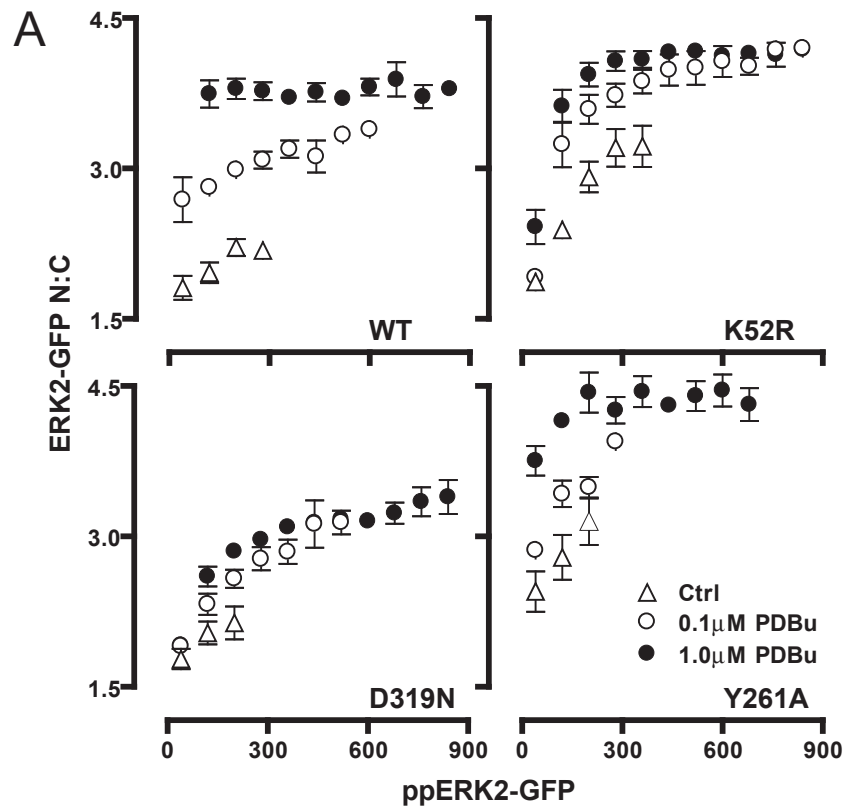 A
4.5
3.0
1.5
ERK2-GFP N:C
WT
K52R
4.5
3.0
1.5
D319N
Y261A
Ctrl
0.1μM PDBu
1.0μM PDBu
0 300 600 900
0 300 600 900
ppERK2-GFP